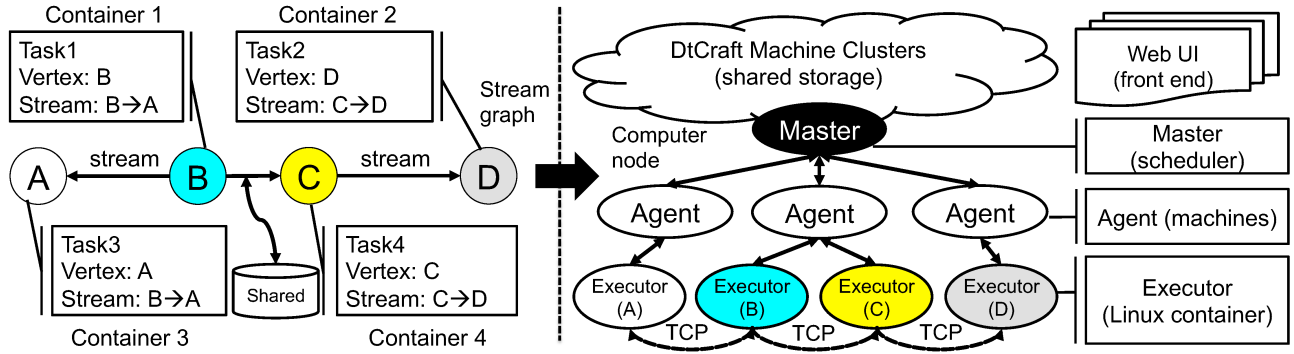 Container 1
Task1
Vertex: B
Stream: B→A
Container 2
Task2
Vertex: D
Stream: C→D
Stream
graph
A
stream
B
C
stream
D
Task3
Vertex: A
Stream: B→A
Container 3
Shared
Task4
Vertex: C
Stream: C→D
Container 4
DtCraft Machine Clusters
(shared storage)
Computer
node
Master
Agent
Agent
Agent
Executor
(A)
Executor
(B)
Executor
(C)
Executor
(D)
TCP
TCP
TCP
Web UI
(front end)
Master
(scheduler)
Agent (machines)
Executor
(Linux container)